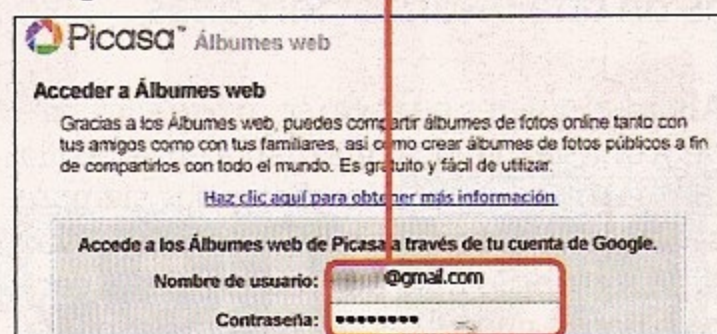 Picasa™ Álbumes web
Acceder a Álbumes web
Gracias a los Álbumes web, puedes compartir álbumes de fotos online tanto con
tus amigos como con tus familiares, así como crear álbumes de fotos públicos a fin
de compartirlos con todo el mundo. Es gratuito y fácil de utilizar.
Haz clic aquí para obtener más información
Accede a los Álbumes web de Picasa a través de tu cuenta de Google.
Nombre de usuario: @gmail.com
Contraseña: ••••••••